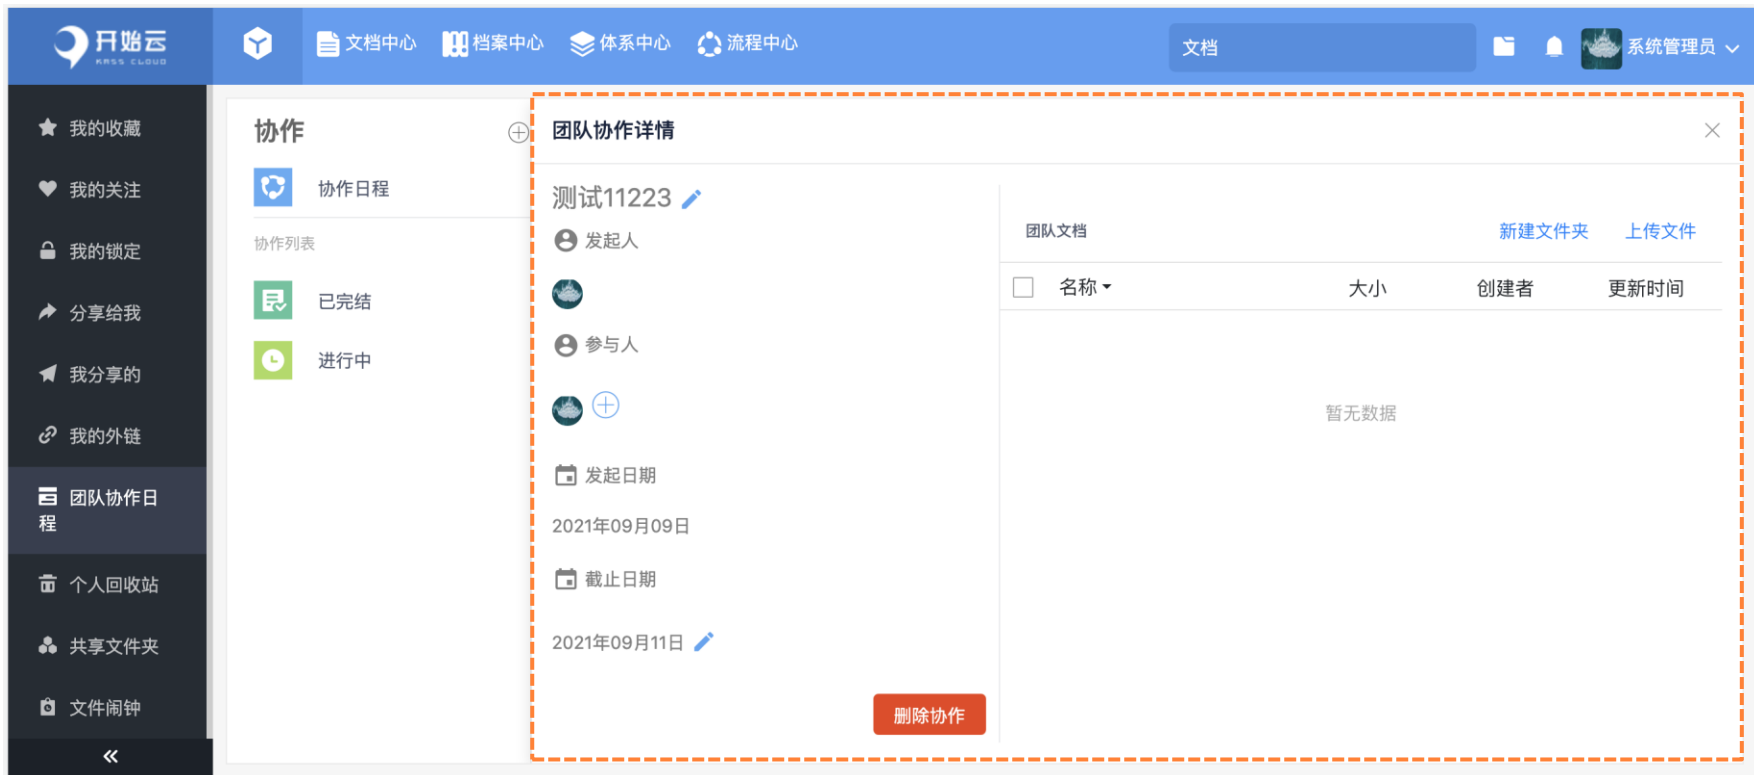 开始云
KASS CLOUD
文档中心
档案中心
体系中心
流程中心
文档
系统管理员
我的收藏
我的关注
我的锁定
分享给我
我分享的
我的外链
团队协作日
程
个人回收站
共享文件夹
文件闹钟
协作
协作日程
协作列表
已完结
进行中
团队协作详情
测试11223
发起人
参与人
发起日期
2021年09月09日
截止日期
2021年09月11日
删除协作
团队文档
新建文件夹
上传文件
名称
大小
创建者
更新时间
暂无数据